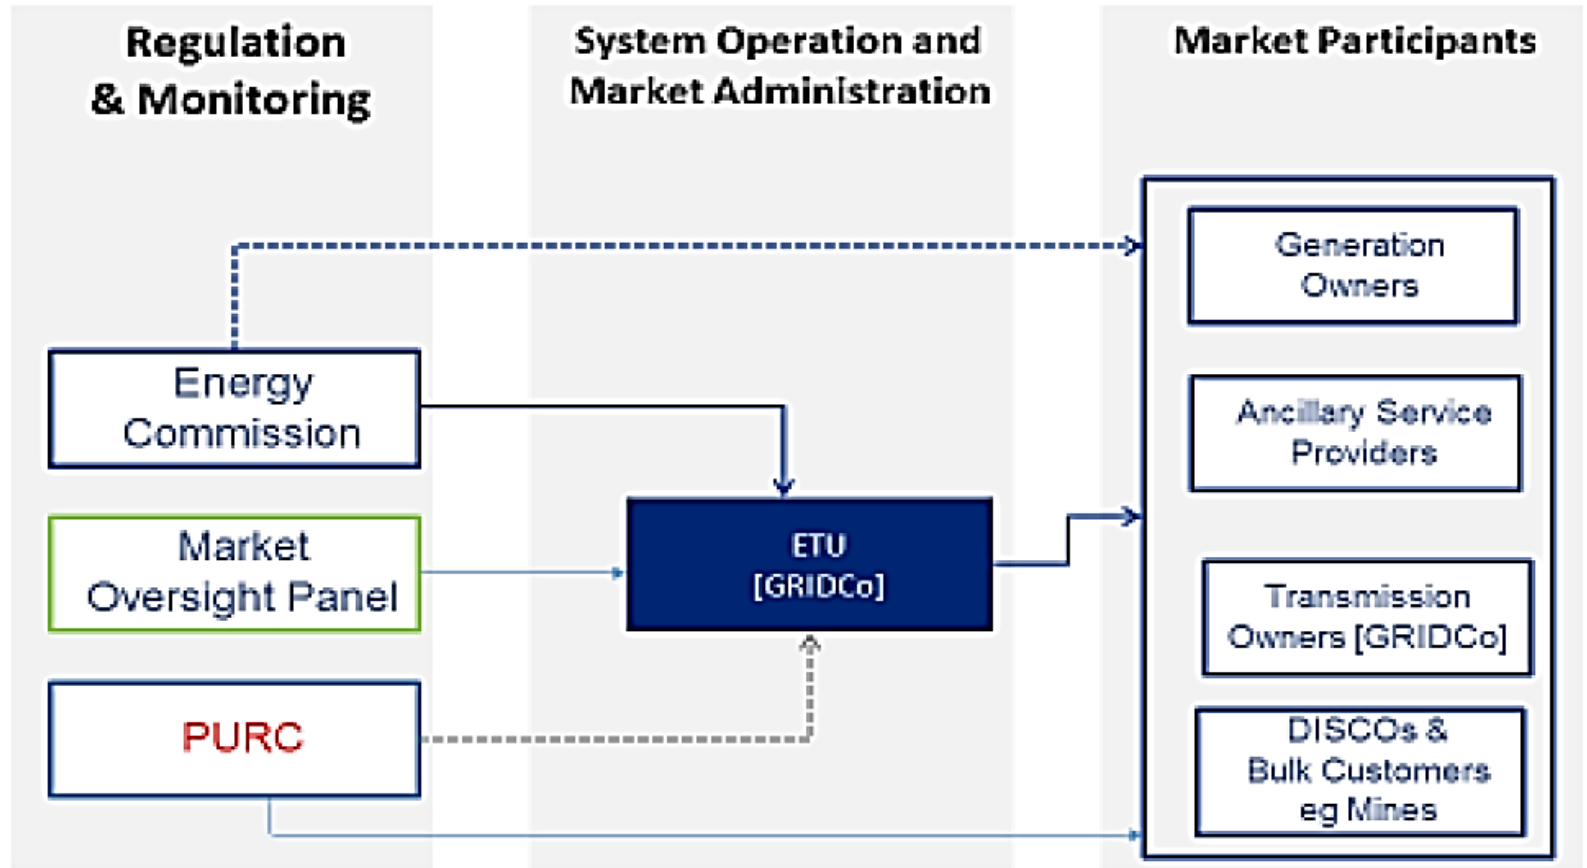 Regulation
& Monitoring
System Operation and
Market Administration
Market Participants
Energy
Commission
Market
Oversight Panel
PURC
ETU
[GRIDCo]
Generation
Owners
Ancillary Service
Providers
Transmission
Owners [GRIDCo]
DISCOs &
Bulk Customers
eg Mines